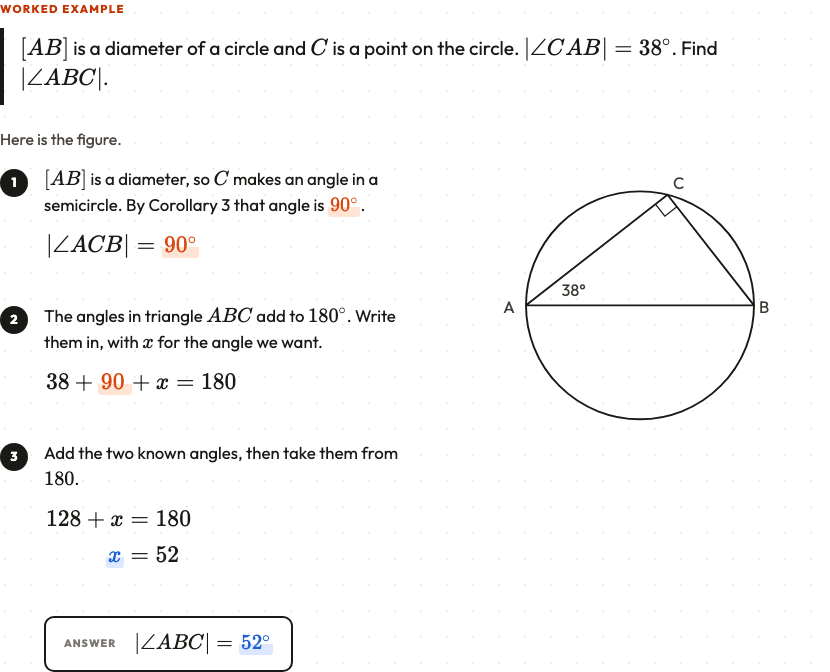 WORKED EXAMPLE
[AB] is a diameter of a circle and C is a point on the circle. |∠CAB| = 38°. Find
|∠ABC|.
Here is the figure.
1 [AB] is a diameter, so C makes an angle in a
semicircle. By Corollary 3 that angle is 90°.
|∠ACB| = 90°
2 The angles in triangle ABC add to 180°. Write
them in, with x for the angle we want.
38 + 90 + x = 180
3 Add the two known angles, then take them from
180.
128 + x = 180
x = 52
ANSWER |∠ABC| = 52°
C
38°
A
B